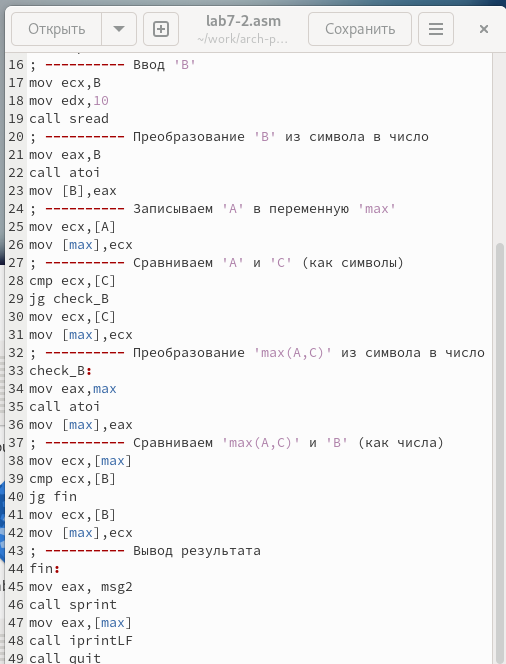 Открыть
lab7-2.asm
~/work/arch-p...
Сохранить
16 ; ---------- Ввод 'B'
17 mov ecx,B
18 mov edx,10
19 call sread
20 ; ---------- Преобразование 'B' из символа в число
21 mov eax,B
22 call atoi
23 mov [B],eax
24 ; ---------- Записываем 'A' в переменную 'max'
25 mov ecx,[A]
26 mov [max],ecx
27 ; ---------- Сравниваем 'A' и 'C' (как символы)
28 cmp ecx,[C]
29 jg check_B
30 mov ecx,[C]
31 mov [max],ecx
32 ; ---------- Преобразование 'max(A,C)' из символа в число
33 check_B:
34 mov eax,max
35 call atoi
36 mov [max],eax
37 ; ---------- Сравниваем 'max(A,C)' и 'B' (как числа)
38 mov ecx,[max]
39 cmp ecx,[B]
40 jg fin
41 mov ecx,[B]
42 mov [max],ecx
43 ; ---------- Вывод результата
44 fin:
45 mov eax, msg2
46 call sprint
47 mov eax,[max]
48 call iprintLF
49 call quit